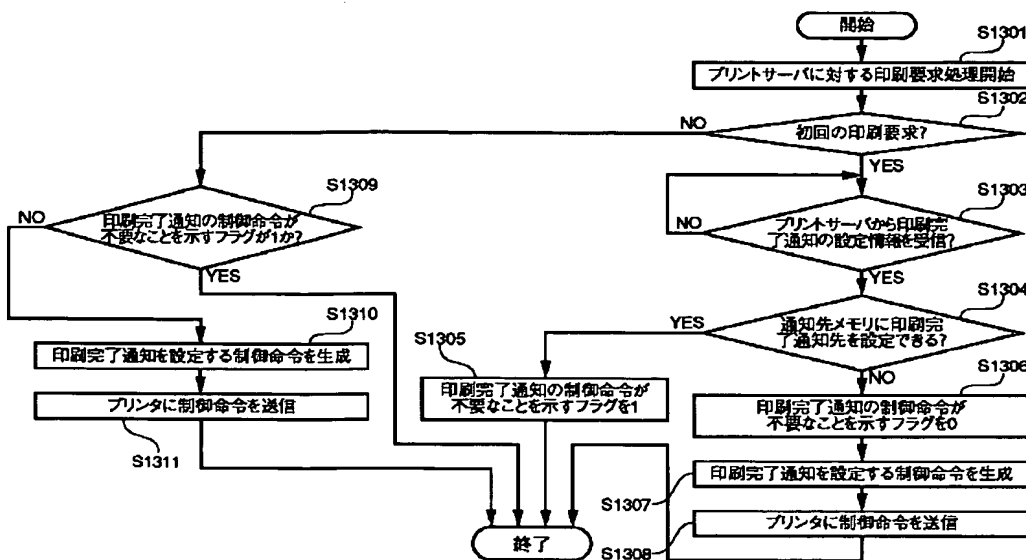 開始
S1301
プリントサーバに対する印刷要求処理開始
S1302
初回の印刷要求?
NO
YES
S1303
プリントサーバから印刷完
了通知の設定情報を受信?
NO
YES
S1304
通知先メモリに印刷完
了通知先を設定できる?
YES
NO
S1305
印刷完了通知の制御命令が
不要なことを示すフラグを1
S1306
印刷完了通知の制御命令が
不要なことを示すフラグを0
S1307
印刷完了通知を設定する制御命令を生成
S1308
プリンタに制御命令を送信
S1309
印刷完了通知の制御命令が
不要なことを示すフラグが1か?
NO
YES
S1310
印刷完了通知を設定する制御命令を生成
プリンタに制御命令を送信
S1311
終了